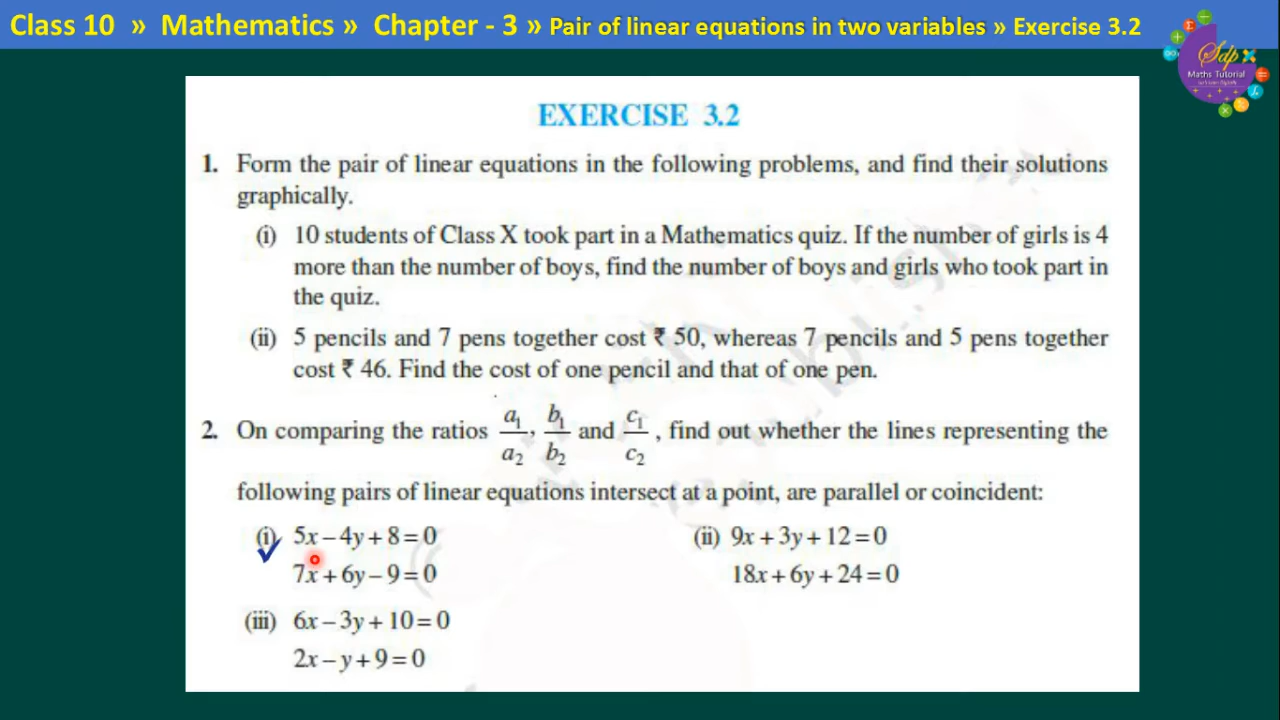 Class 10 » Mathematics » Chapter - 3 » Pair of linear equations in two variables » Exercise 3.2
Sdp
Maths Tutorial
EXERCISE 3.2
1. Form the pair of linear equations in the following problems, and find their solutions
graphically.
(i) 10 students of Class X took part in a Mathematics quiz. If the number of girls is 4
more than the number of boys, find the number of boys and girls who took part in
the quiz.
(ii) 5 pencils and 7 pens together cost ₹ 50, whereas 7 pencils and 5 pens together
cost ₹ 46. Find the cost of one pencil and that of one pen.
2. On comparing the ratios a₁/a₂, b₁/b₂ and c₁/c₂, find out whether the lines representing the
following pairs of linear equations intersect at a point, are parallel or coincident:
(i) 5x – 4y + 8 = 0 (ii) 9x + 3y + 12 = 0
7x + 6y – 9 = 0 18x + 6y + 24 = 0
(iii) 6x – 3y + 10 = 0
2x – y + 9 = 0